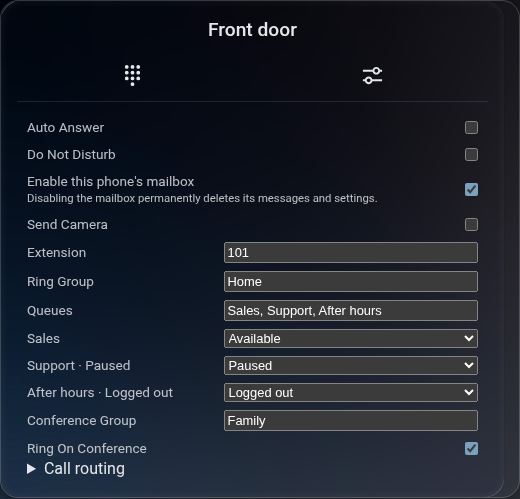 Front door
Auto Answer
Do Not Disturb
Enable this phone's mailbox
Disabling the mailbox permanently deletes its messages and settings.
Send Camera
Extension 101
Ring Group Home
Queues Sales, Support, After hours
Sales Available
Support · Paused Paused
After hours · Logged out Logged out
Conference Group Family
Ring On Conference
Call routing